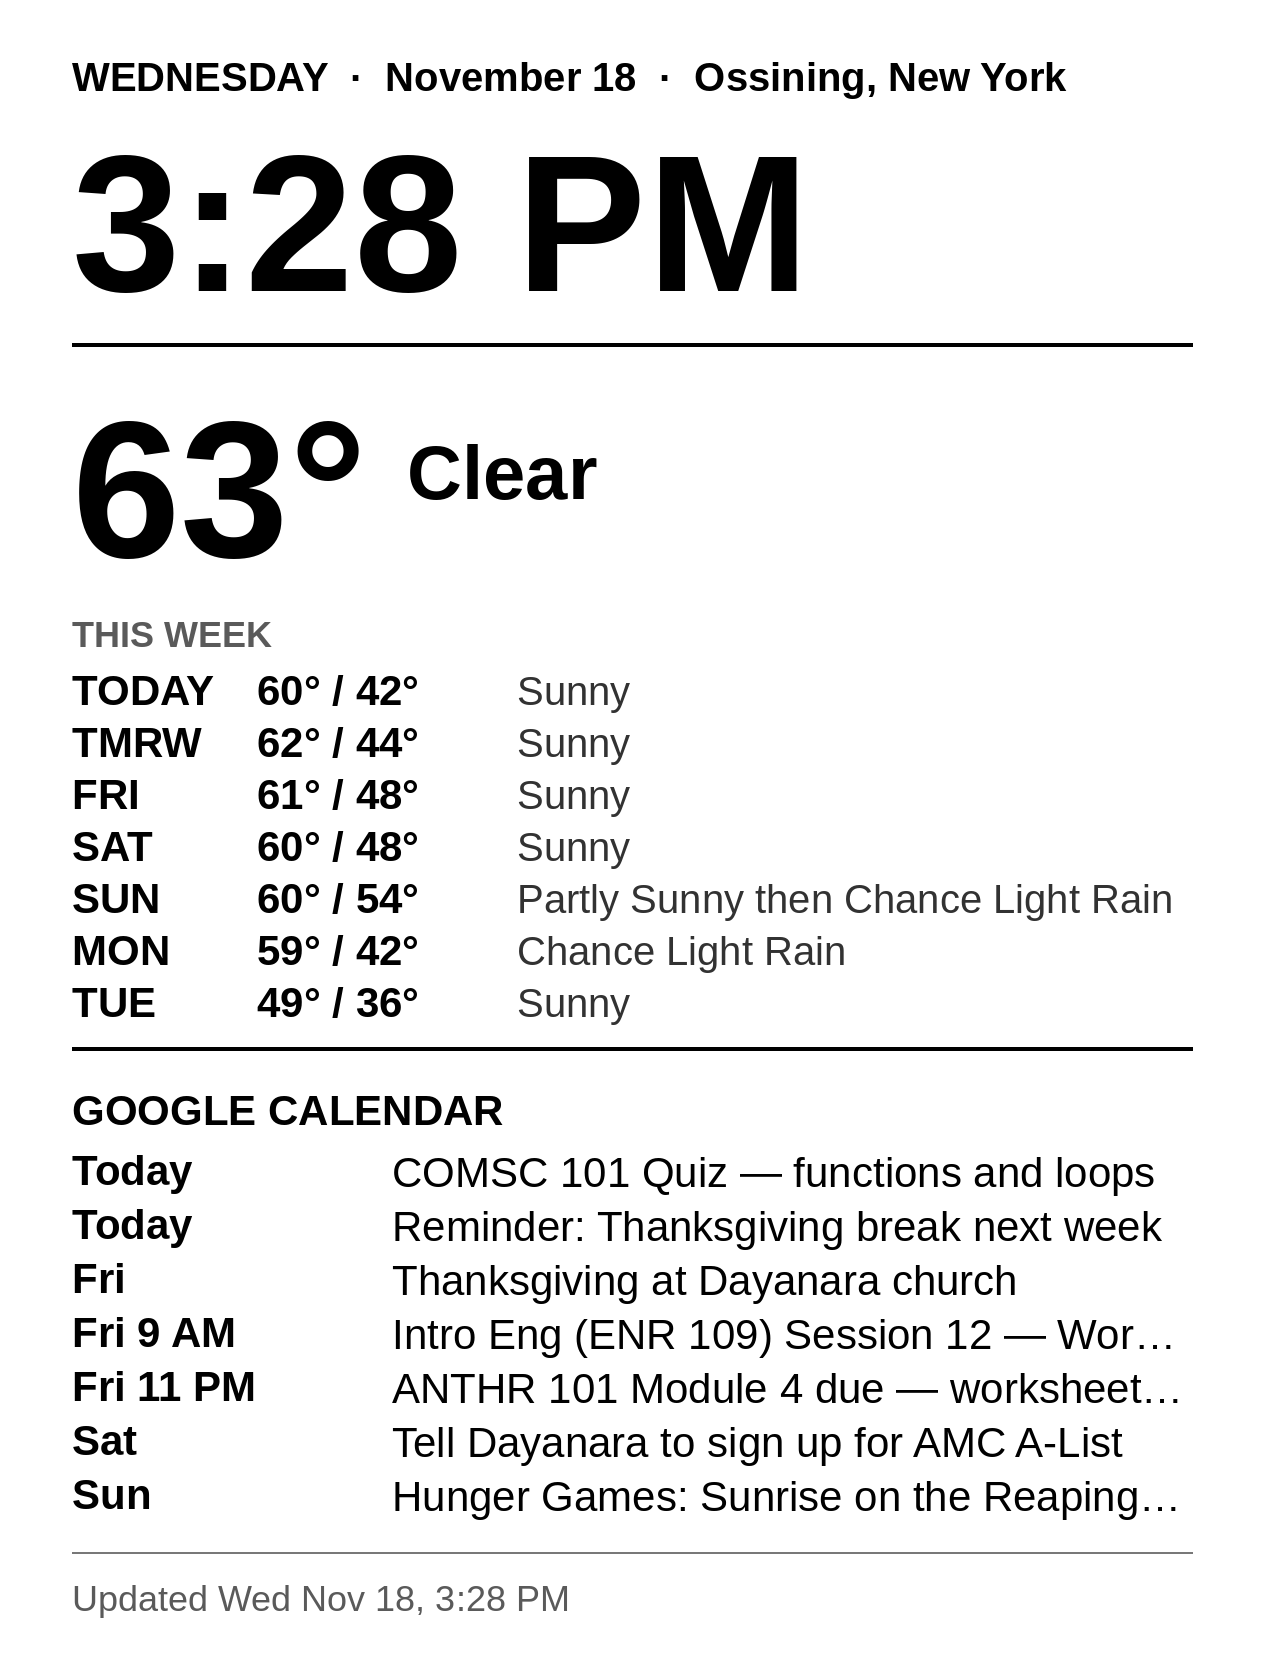 WEDNESDAY · November 18 · Ossining, New York
3:28 PM
63° Clear
THIS WEEK
TODAY 60° / 42° Sunny
TMRW 62° / 44° Sunny
FRI 61° / 48° Sunny
SAT 60° / 48° Sunny
SUN 60° / 54° Partly Sunny then Chance Light Rain
MON 59° / 42° Chance Light Rain
TUE 49° / 36° Sunny
GOOGLE CALENDAR
Today COMSC 101 Quiz — functions and loops
Today Reminder: Thanksgiving break next week
Fri Thanksgiving at Dayanara church
Fri 9 AM Intro Eng (ENR 109) Session 12 — Wor…
Fri 11 PM ANTHR 101 Module 4 due — worksheet…
Sat Tell Dayanara to sign up for AMC A-List
Sun Hunger Games: Sunrise on the Reaping…
Updated Wed Nov 18, 3:28 PM